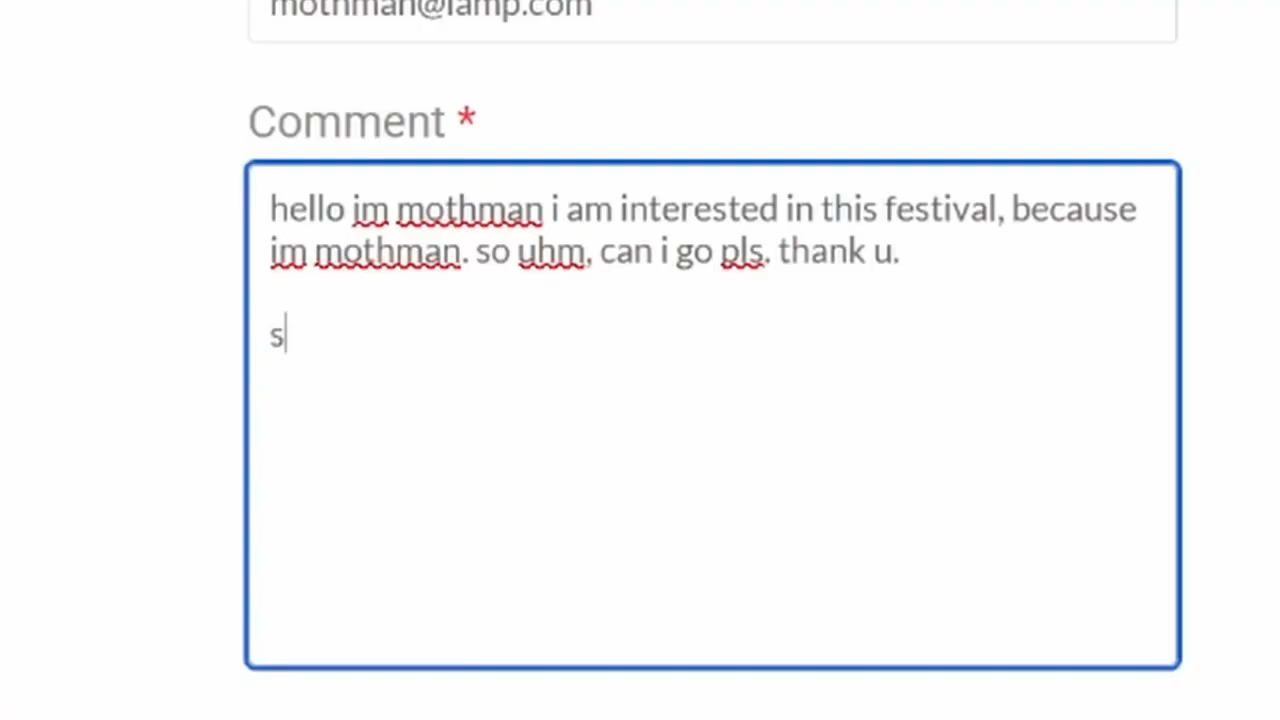 mothman@lamp.com
Comment *
hello im mothman i am interested in this festival, because
im mothman. so uhm, can i go pls. thank u.
s